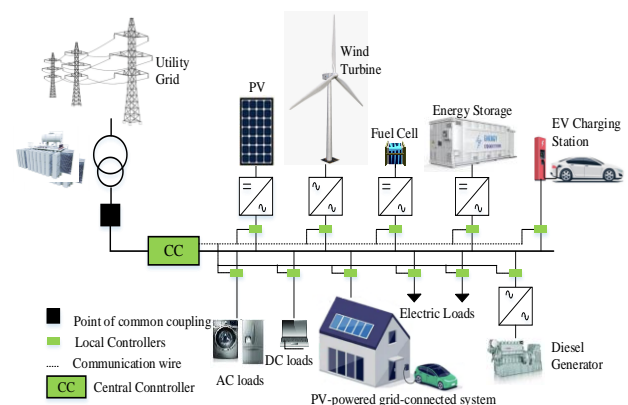 Utility
Grid
Wind
Turbine
PV
Fuel Cell
Energy Storage
EV Charging
Station
ENERGY
CC
Electric Loads
Point of common coupling
Local Controllers
Communication wire
CC
Central Conntroller
AC loads
DC loads
PV-powered grid-connected system
Diesel
Generator